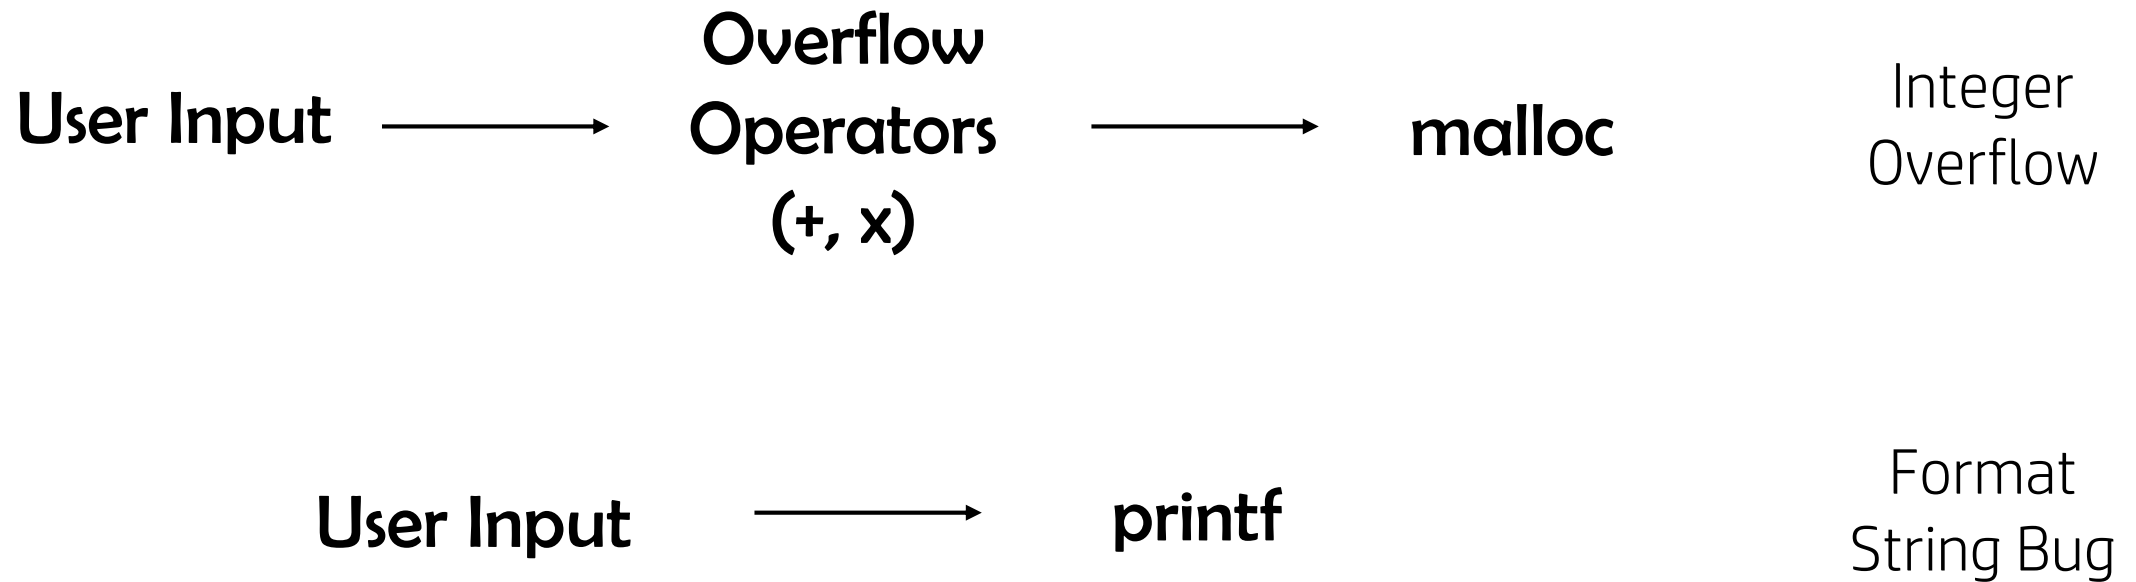 User Input
Overflow
Operators
(+, x)
malloc
Integer
Overflow
User Input
printf
Format
String Bug